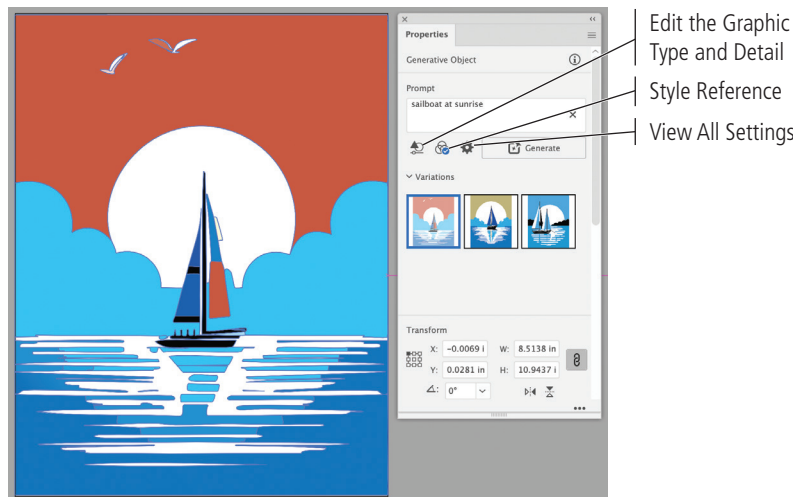 Properties
Generative Object
Prompt
sailboat at sunrise
Generate
Variations
Transform
X: -0.0069 i W: 8.5138 in
Y: 0.0281 in H: 10.9437 i
0°
Edit the Graphic
Type and Detail
Style Reference
View All Settings